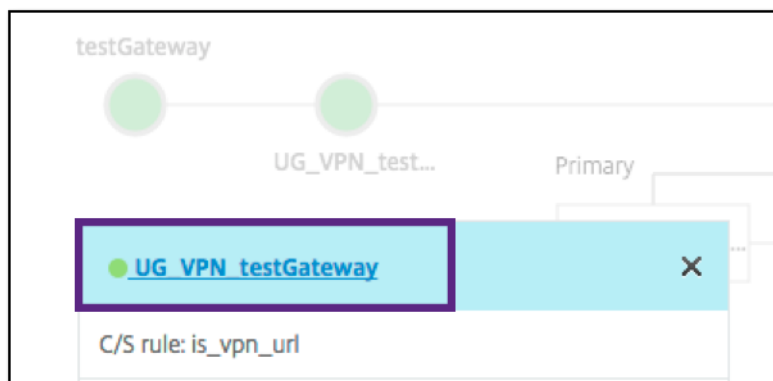 testGateway
UG_VPN_test...
Primary
...
UG_VPN_testGateway
C/S rule: is_vpn_url